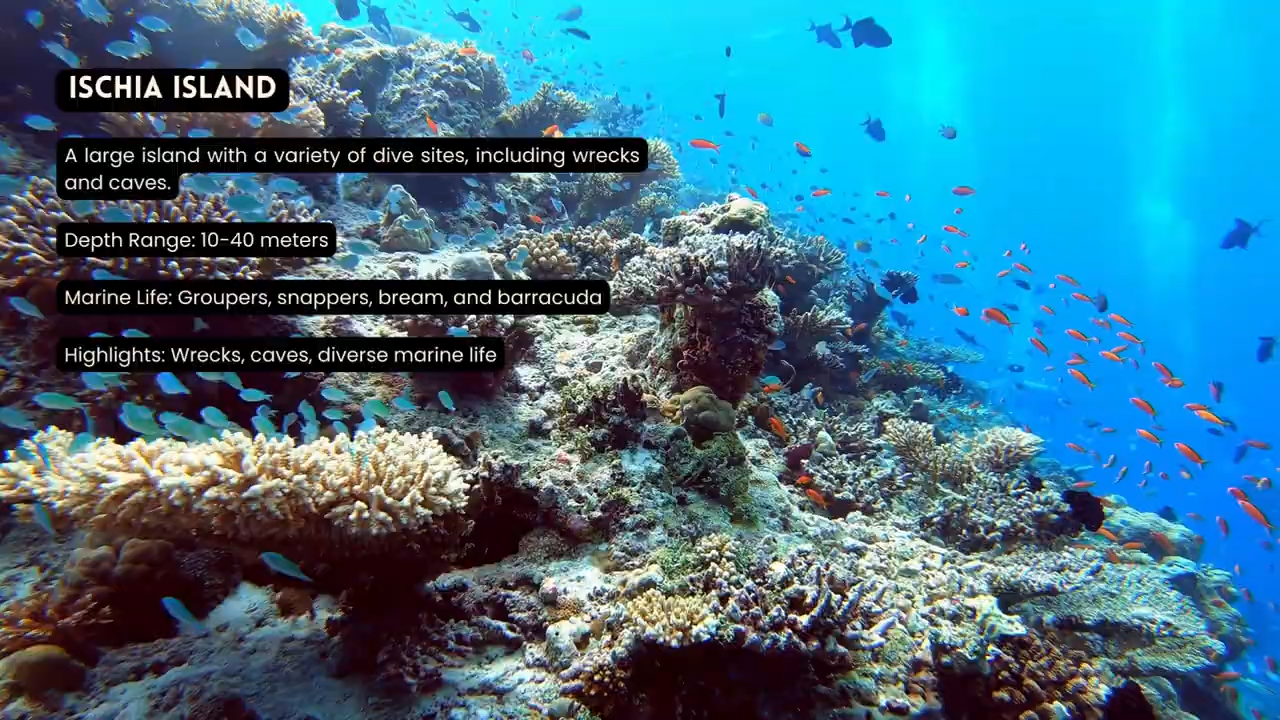 ISCHIA ISLAND
A large island with a variety of dive sites, including wrecks
and caves.
Depth Range: 10-40 meters
Marine Life: Groupers, snappers, bream, and barracuda
Highlights: Wrecks, caves, diverse marine life